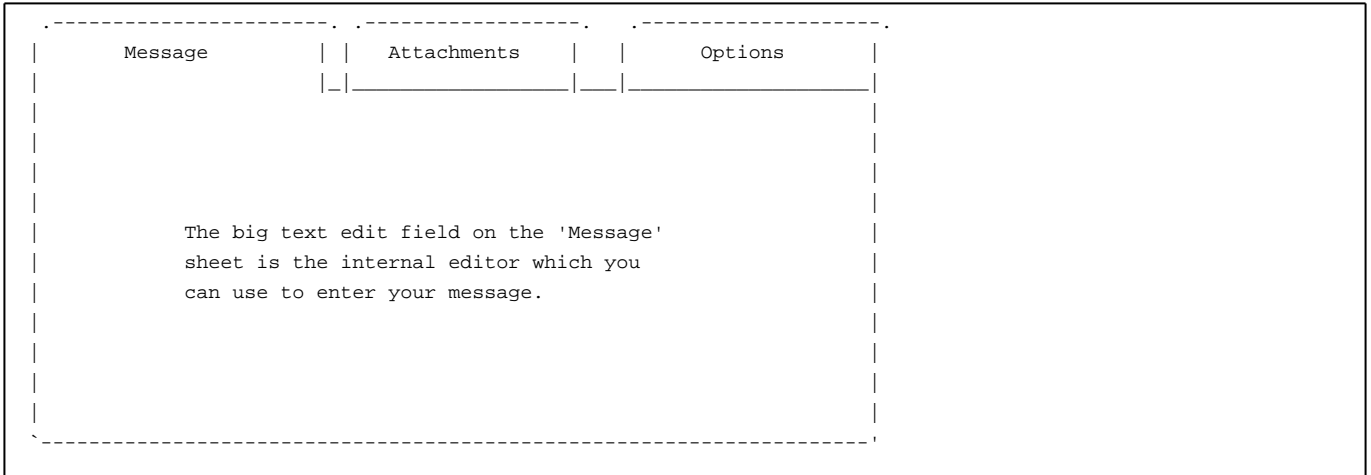 Message Attachments Options
The big text edit field on the 'Message'
sheet is the internal editor which you
can use to enter your message.